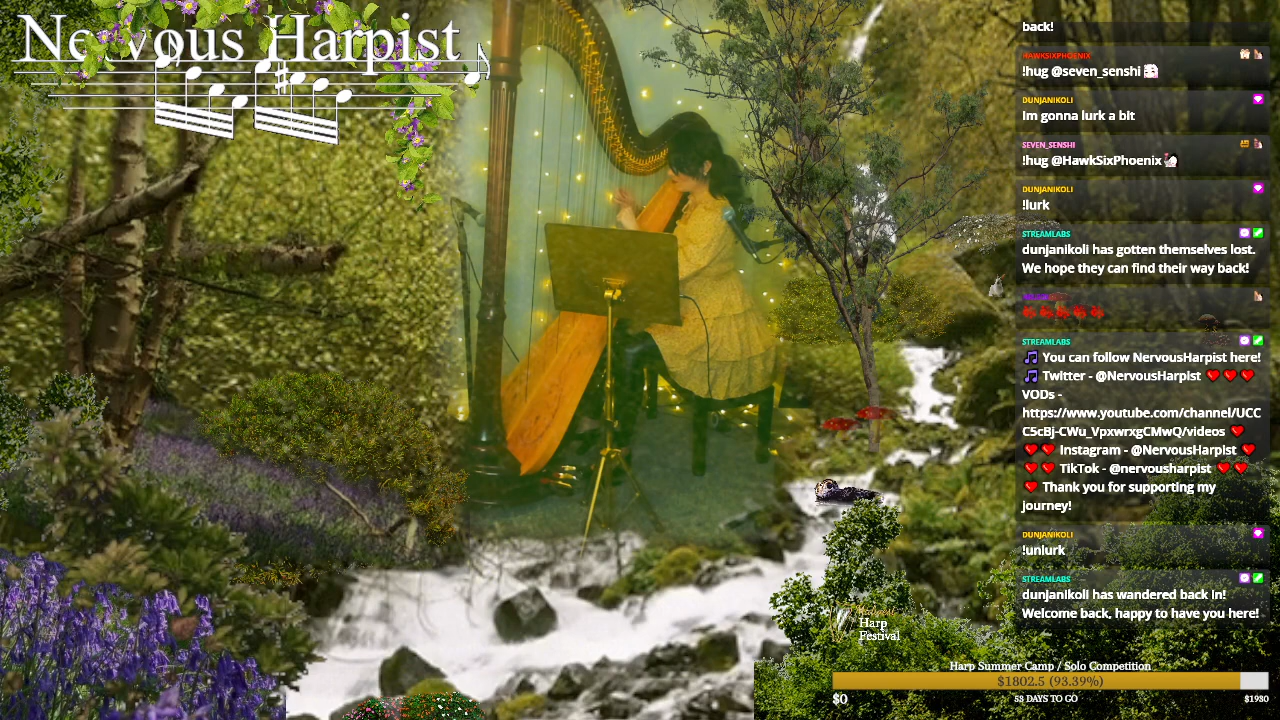 Nervous Harpist
back!
HAWKSIXPHOENIX
!hug @seven_senshi
DUNJANIKOLI
Im gonna lurk a bit
SEVEN_SENSHI
!hug @HawkSixPhoenix
DUNJANIKOLI
!lurk
STREAMLABS
dunjanikoli has gotten themselves lost.
We hope they can find their way back!
STREAMLABS
You can follow NervousHarpist here!
Twitter - @NervousHarpist
VODs -
https://www.youtube.com/channel/UCC
C5cBj-CWu_VpxwrxgCMwQ/videos
Instagram - @NervousHarpist
TikTok - @nervousharpist
Thank you for supporting my
journey!
DUNJANIKOLI
!unlurk
STREAMLABS
dunjanikoli has wandered back in!
Welcome back, happy to have you here!
Harp
Festival
Harp Summer Camp / Solo Competition
$1802.5 (93.39%)
$0
53 DAYS TO GO
$1930